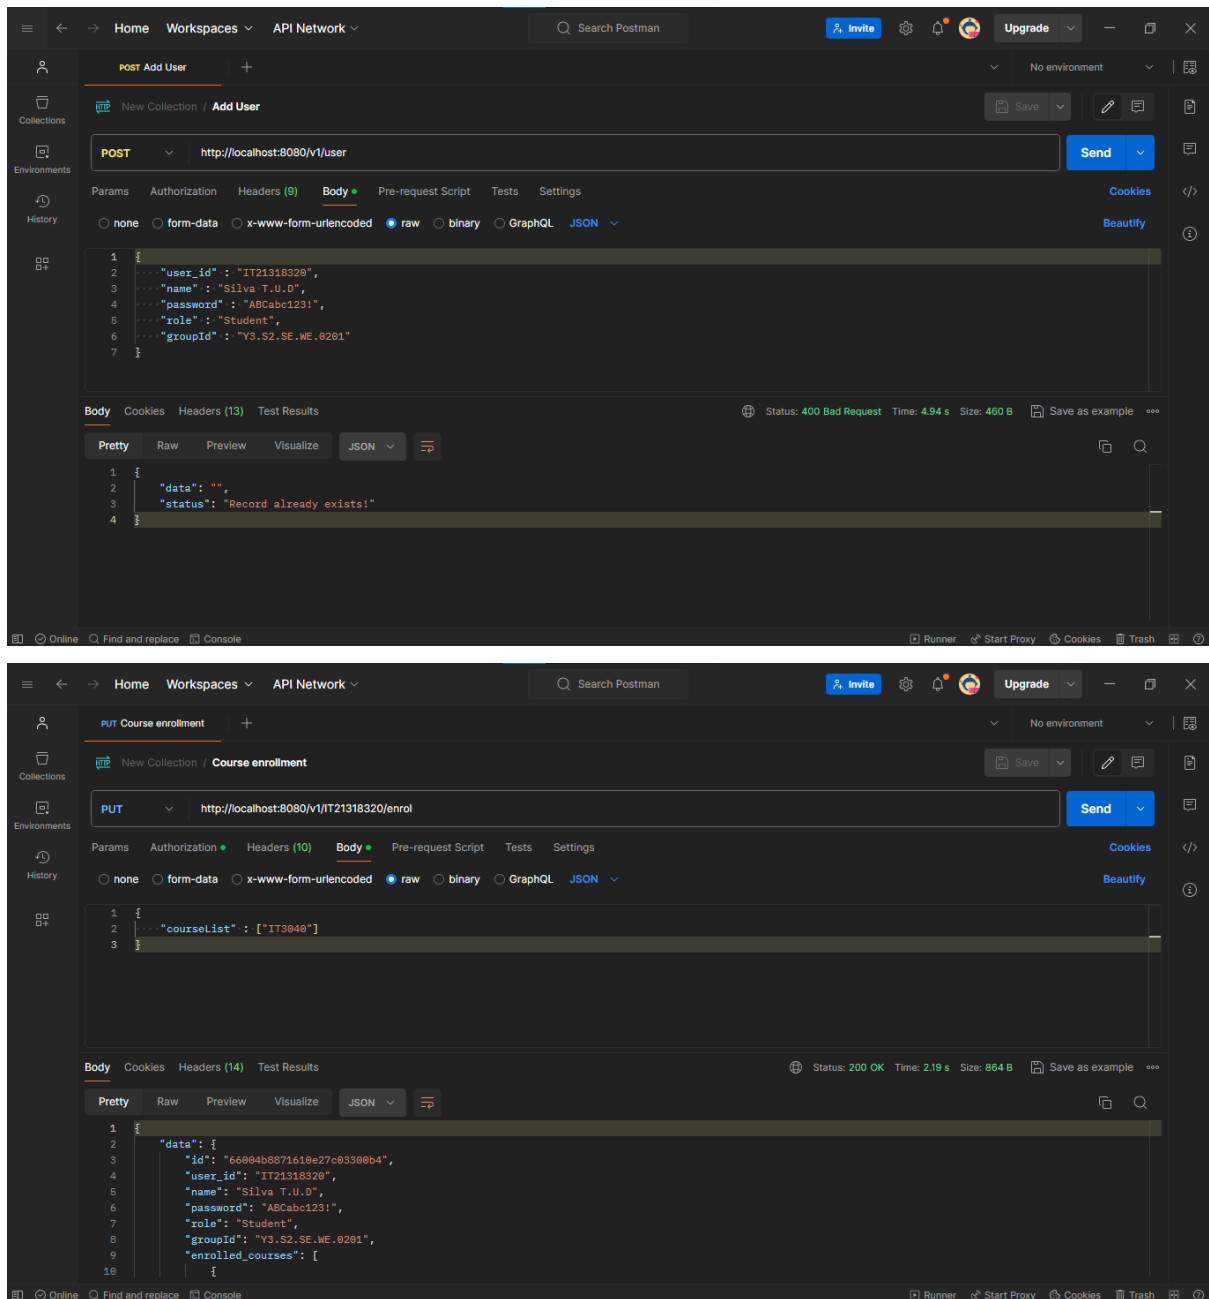 Home Workspaces API Network Search Postman Invite Upgrade
POST Add User No environment
HTTP New Collection / Add User Save
Collections
POST http://localhost:8080/v1/user Send
Environments
Params Authorization Headers (9) Body Pre-request Script Tests Settings Cookies
History
none form-data x-www-form-urlencoded raw binary GraphQL JSON Beautify
1 {
2 "user_id" : "IT21318320",
3 "name" : "Silva T.U.D",
4 "password" : "ABCabc123!",
5 "role" : "Student",
6 "groupId" : "Y3.S2.SE.WE.0201"
7 }
Body Cookies Headers (13) Test Results Status: 400 Bad Request Time: 4.94 s Size: 460 B Save as example
Pretty Raw Preview Visualize JSON
1 {
2 "data": "",
3 "status": "Record already exists!"
4 }
Online Find and replace Console Runner Start Proxy Cookies Trash
Home Workspaces API Network Search Postman Invite Upgrade
PUT Course enrollment No environment
HTTP New Collection / Course enrollment Save
Collections
PUT http://localhost:8080/v1/IT21318320/enrol Send
Environments
Params Authorization Headers (10) Body Pre-request Script Tests Settings Cookies
History
none form-data x-www-form-urlencoded raw binary GraphQL JSON Beautify
1 {
2 "courseList" : ["IT3040"]
3 }
Body Cookies Headers (14) Test Results Status: 200 OK Time: 2.19 s Size: 864 B Save as example
Pretty Raw Preview Visualize JSON
1 {
2 "data": {
3 "id": "66004b8871610e27c03300b4",
4 "user_id": "IT21318320",
5 "name": "Silva T.U.D",
6 "password": "ABCabc123!",
7 "role": "Student",
8 "groupId": "Y3.S2.SE.WE.0201",
9 "enrolled_courses": [
10 {
Online Find and replace Console Runner Start Proxy Cookies Trash